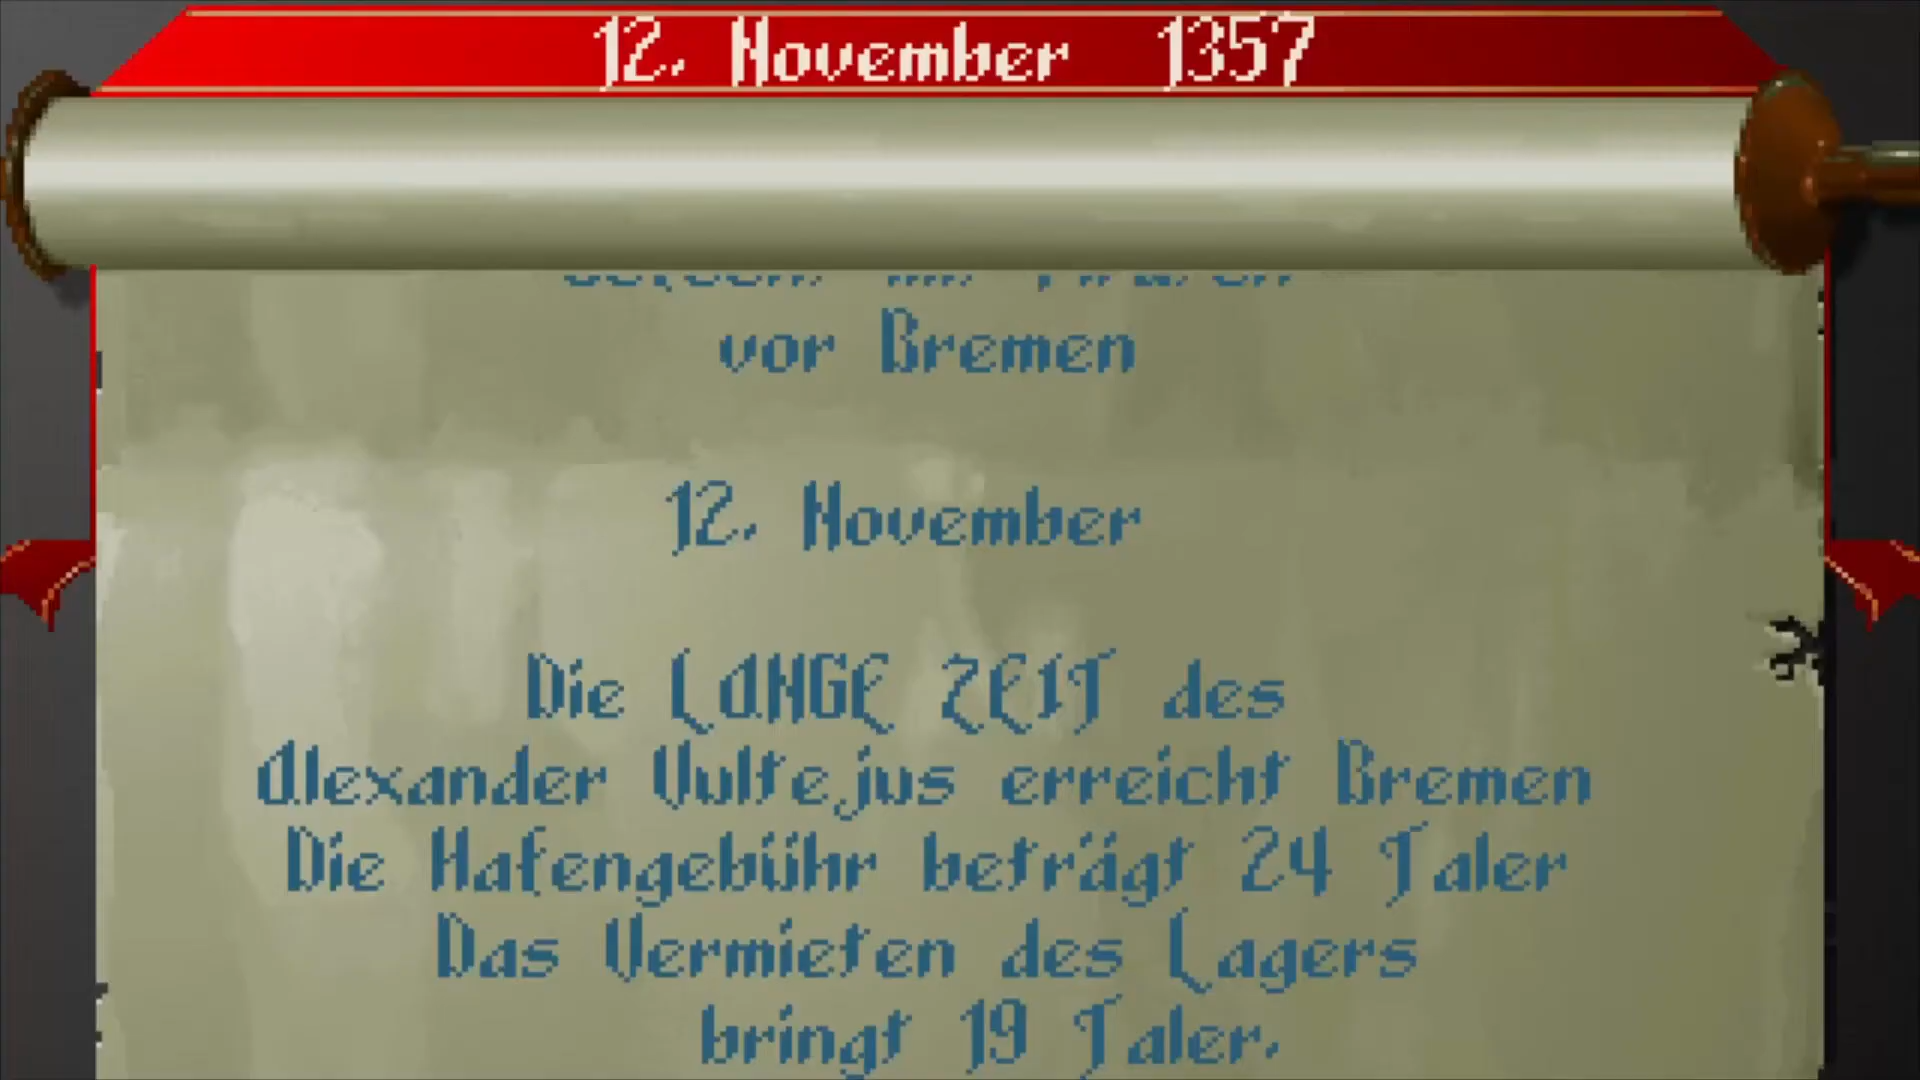 12. November 1357
vor Bremen
12. November
Die LANGE ZEIT des
Alexander Vultejus erreicht Bremen
Die Hafengebühr beträgt 24 Taler
Das Vermieten des Lagers
bringt 19 Taler.